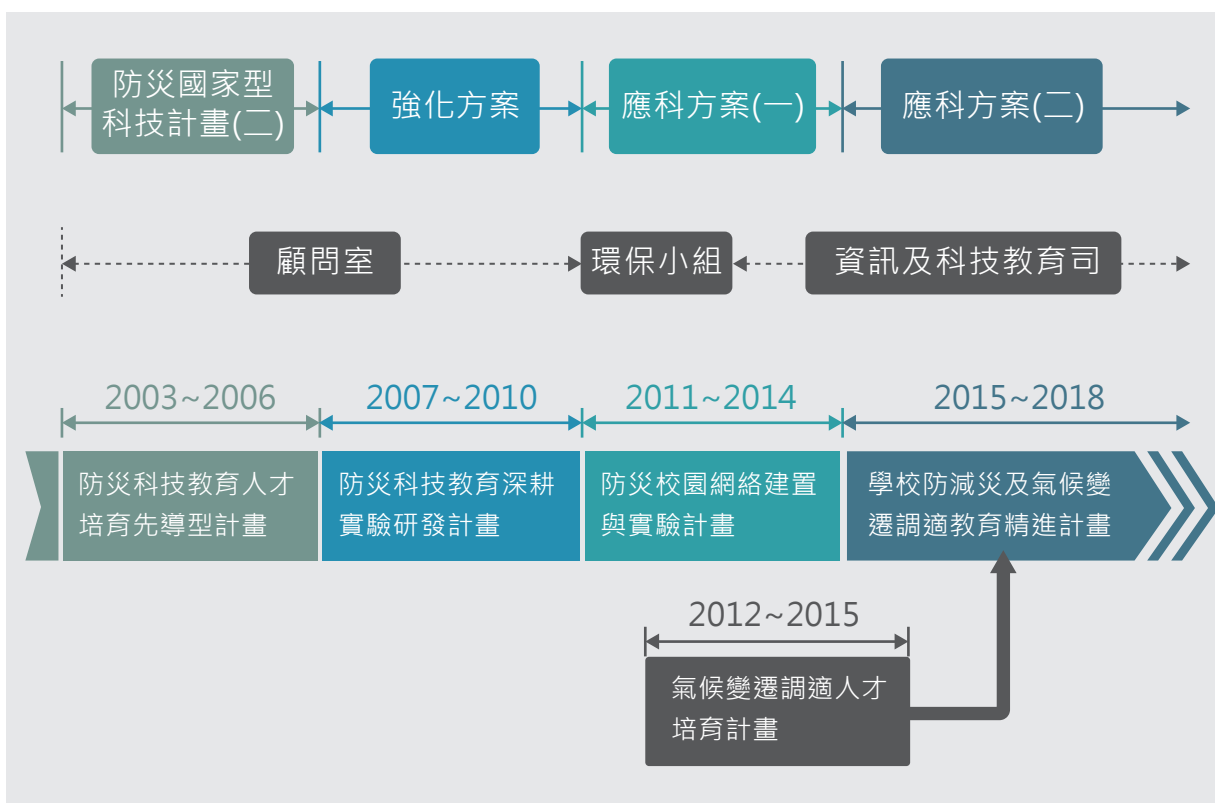 防災國家型
科技計畫(二)
強化方案
應科方案(一)
應科方案(二)
顧問室
環保小組
資訊及科技教育司
2003~2006
2007~2010
2011~2014
2015~2018
防災科技教育人才
培育先導型計畫
防災科技教育深耕
實驗研發計畫
防災校園網絡建置
與實驗計畫
學校防減災及氣候變
遷調適教育精進計畫
2012~2015
氣候變遷調適人才
培育計畫